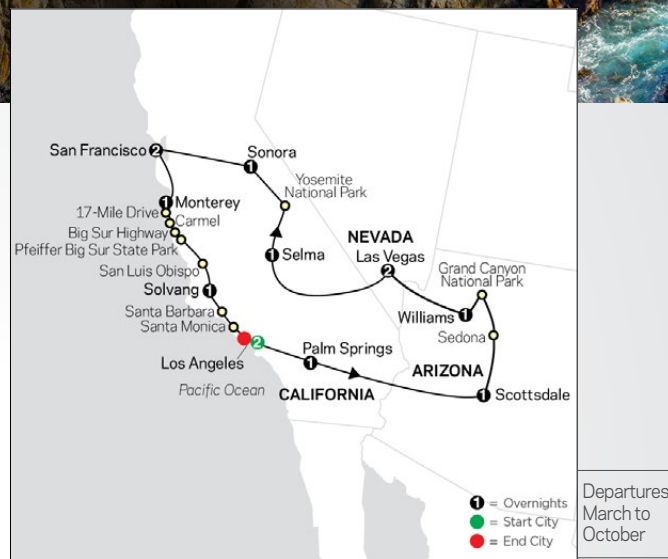 San Francisco
2
Sonora
1
Yosemite
National Park
1
Monterey
17-Mile Drive
Carmel
Big Sur Highway
Pfeiffer Big Sur State Park
1
Selma
NEVADA
Las Vegas
2
Grand Canyon
National Park
San Luis Obispo
Solvang
1
Williams
1
Santa Barbara
Santa Monica
Sedona
2
Los Angeles
Palm Springs
1
ARIZONA
Pacific Ocean
CALIFORNIA
1
Scottsdale
1 = Overnights
= Start City
= End City
Departures
March to
October